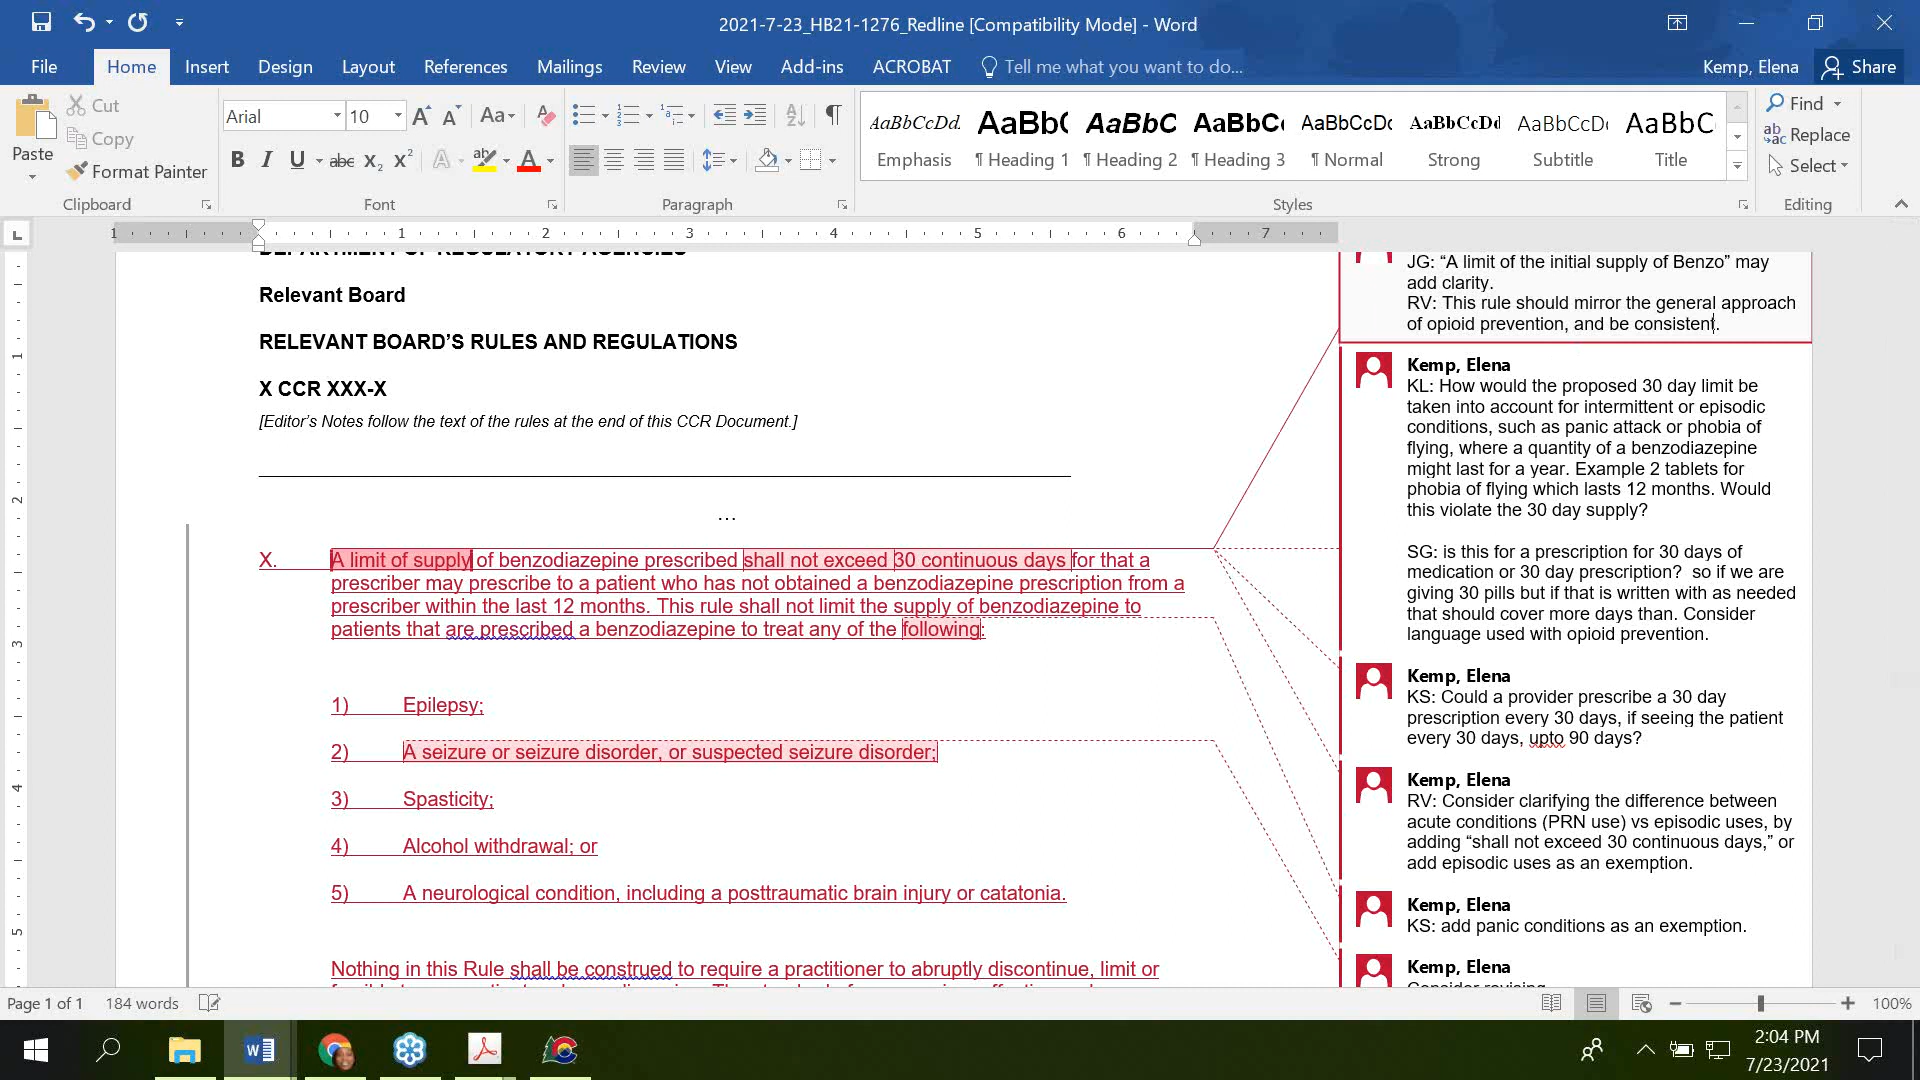 2021-7-23_HB21-1276_Redline [Compatibility Mode] - Word
File Home Insert Design Layout References Mailings Review View Add-ins ACROBAT Tell me what you want to do... Kemp, Elena Share
Paste
Cut
Copy
Format Painter
Clipboard
Arial 10
Font
Paragraph
AaBbCcDd. AaBb( AaBbC AaBbC AaBbCcDc AaBbCcDd AaBbCcD AaBbC
Emphasis ¶ Heading 1 ¶ Heading 2 ¶ Heading 3 ¶ Normal Strong Subtitle Title
Styles
Find
Replace
Select
Editing
1 1 2 3 4 5 6 7
DEPARTMENT OF REGULATORY AGENCIES
Relevant Board
RELEVANT BOARD’S RULES AND REGULATIONS
X CCR XXX-X
[Editor’s Notes follow the text of the rules at the end of this CCR Document.]
...
X. A limit of supply of benzodiazepine prescribed shall not exceed 30 continuous days for that a
prescriber may prescribe to a patient who has not obtained a benzodiazepine prescription from a
prescriber within the last 12 months. This rule shall not limit the supply of benzodiazepine to
patients that are prescribed a benzodiazepine to treat any of the following:
1) Epilepsy;
2) A seizure or seizure disorder, or suspected seizure disorder;
3) Spasticity;
4) Alcohol withdrawal; or
5) A neurological condition, including a posttraumatic brain injury or catatonia.
Nothing in this Rule shall be construed to require a practitioner to abruptly discontinue, limit or
JG: “A limit of the initial supply of Benzo” may
add clarity.
RV: This rule should mirror the general approach
of opioid prevention, and be consistent.
Kemp, Elena
KL: How would the proposed 30 day limit be
taken into account for intermittent or episodic
conditions, such as panic attack or phobia of
flying, where a quantity of a benzodiazepine
might last for a year. Example 2 tablets for
phobia of flying which lasts 12 months. Would
this violate the 30 day supply?
SG: is this for a prescription for 30 days of
medication or 30 day prescription? so if we are
giving 30 pills but if that is written with as needed
that should cover more days than. Consider
language used with opioid prevention.
Kemp, Elena
KS: Could a provider prescribe a 30 day
prescription every 30 days, if seeing the patient
every 30 days, upto 90 days?
Kemp, Elena
RV: Consider clarifying the difference between
acute conditions (PRN use) vs episodic uses, by
adding “shall not exceed 30 continuous days,” or
add episodic uses as an exemption.
Kemp, Elena
KS: add panic conditions as an exemption.
Kemp, Elena
Consider revising
Page 1 of 1 184 words 100%
2:04 PM
7/23/2021